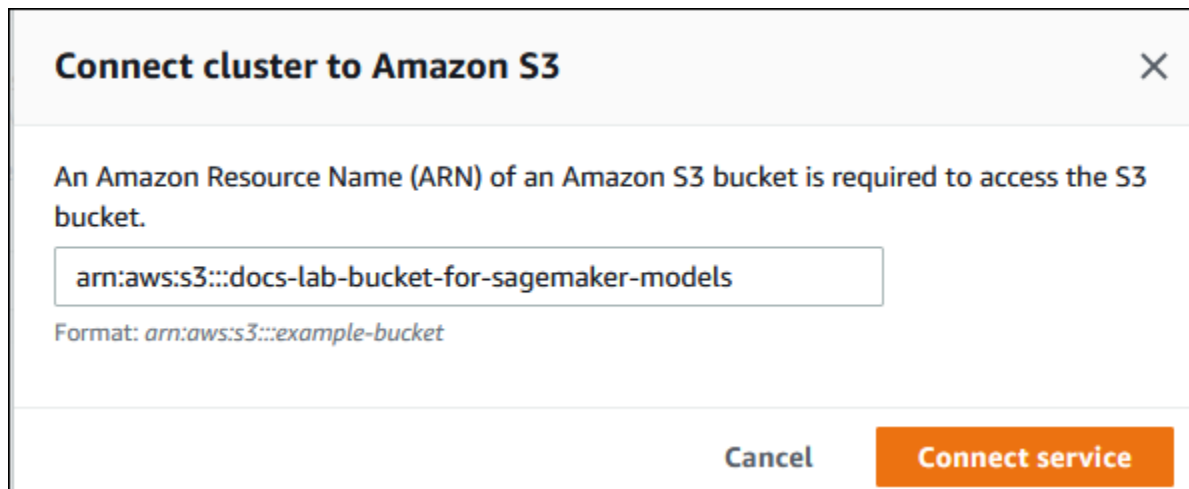 Connect cluster to Amazon S3
An Amazon Resource Name (ARN) of an Amazon S3 bucket is required to access the S3
bucket.
arn:aws:s3:::docs-lab-bucket-for-sagemaker-models
Format: arn:aws:s3:::example-bucket
Cancel
Connect service